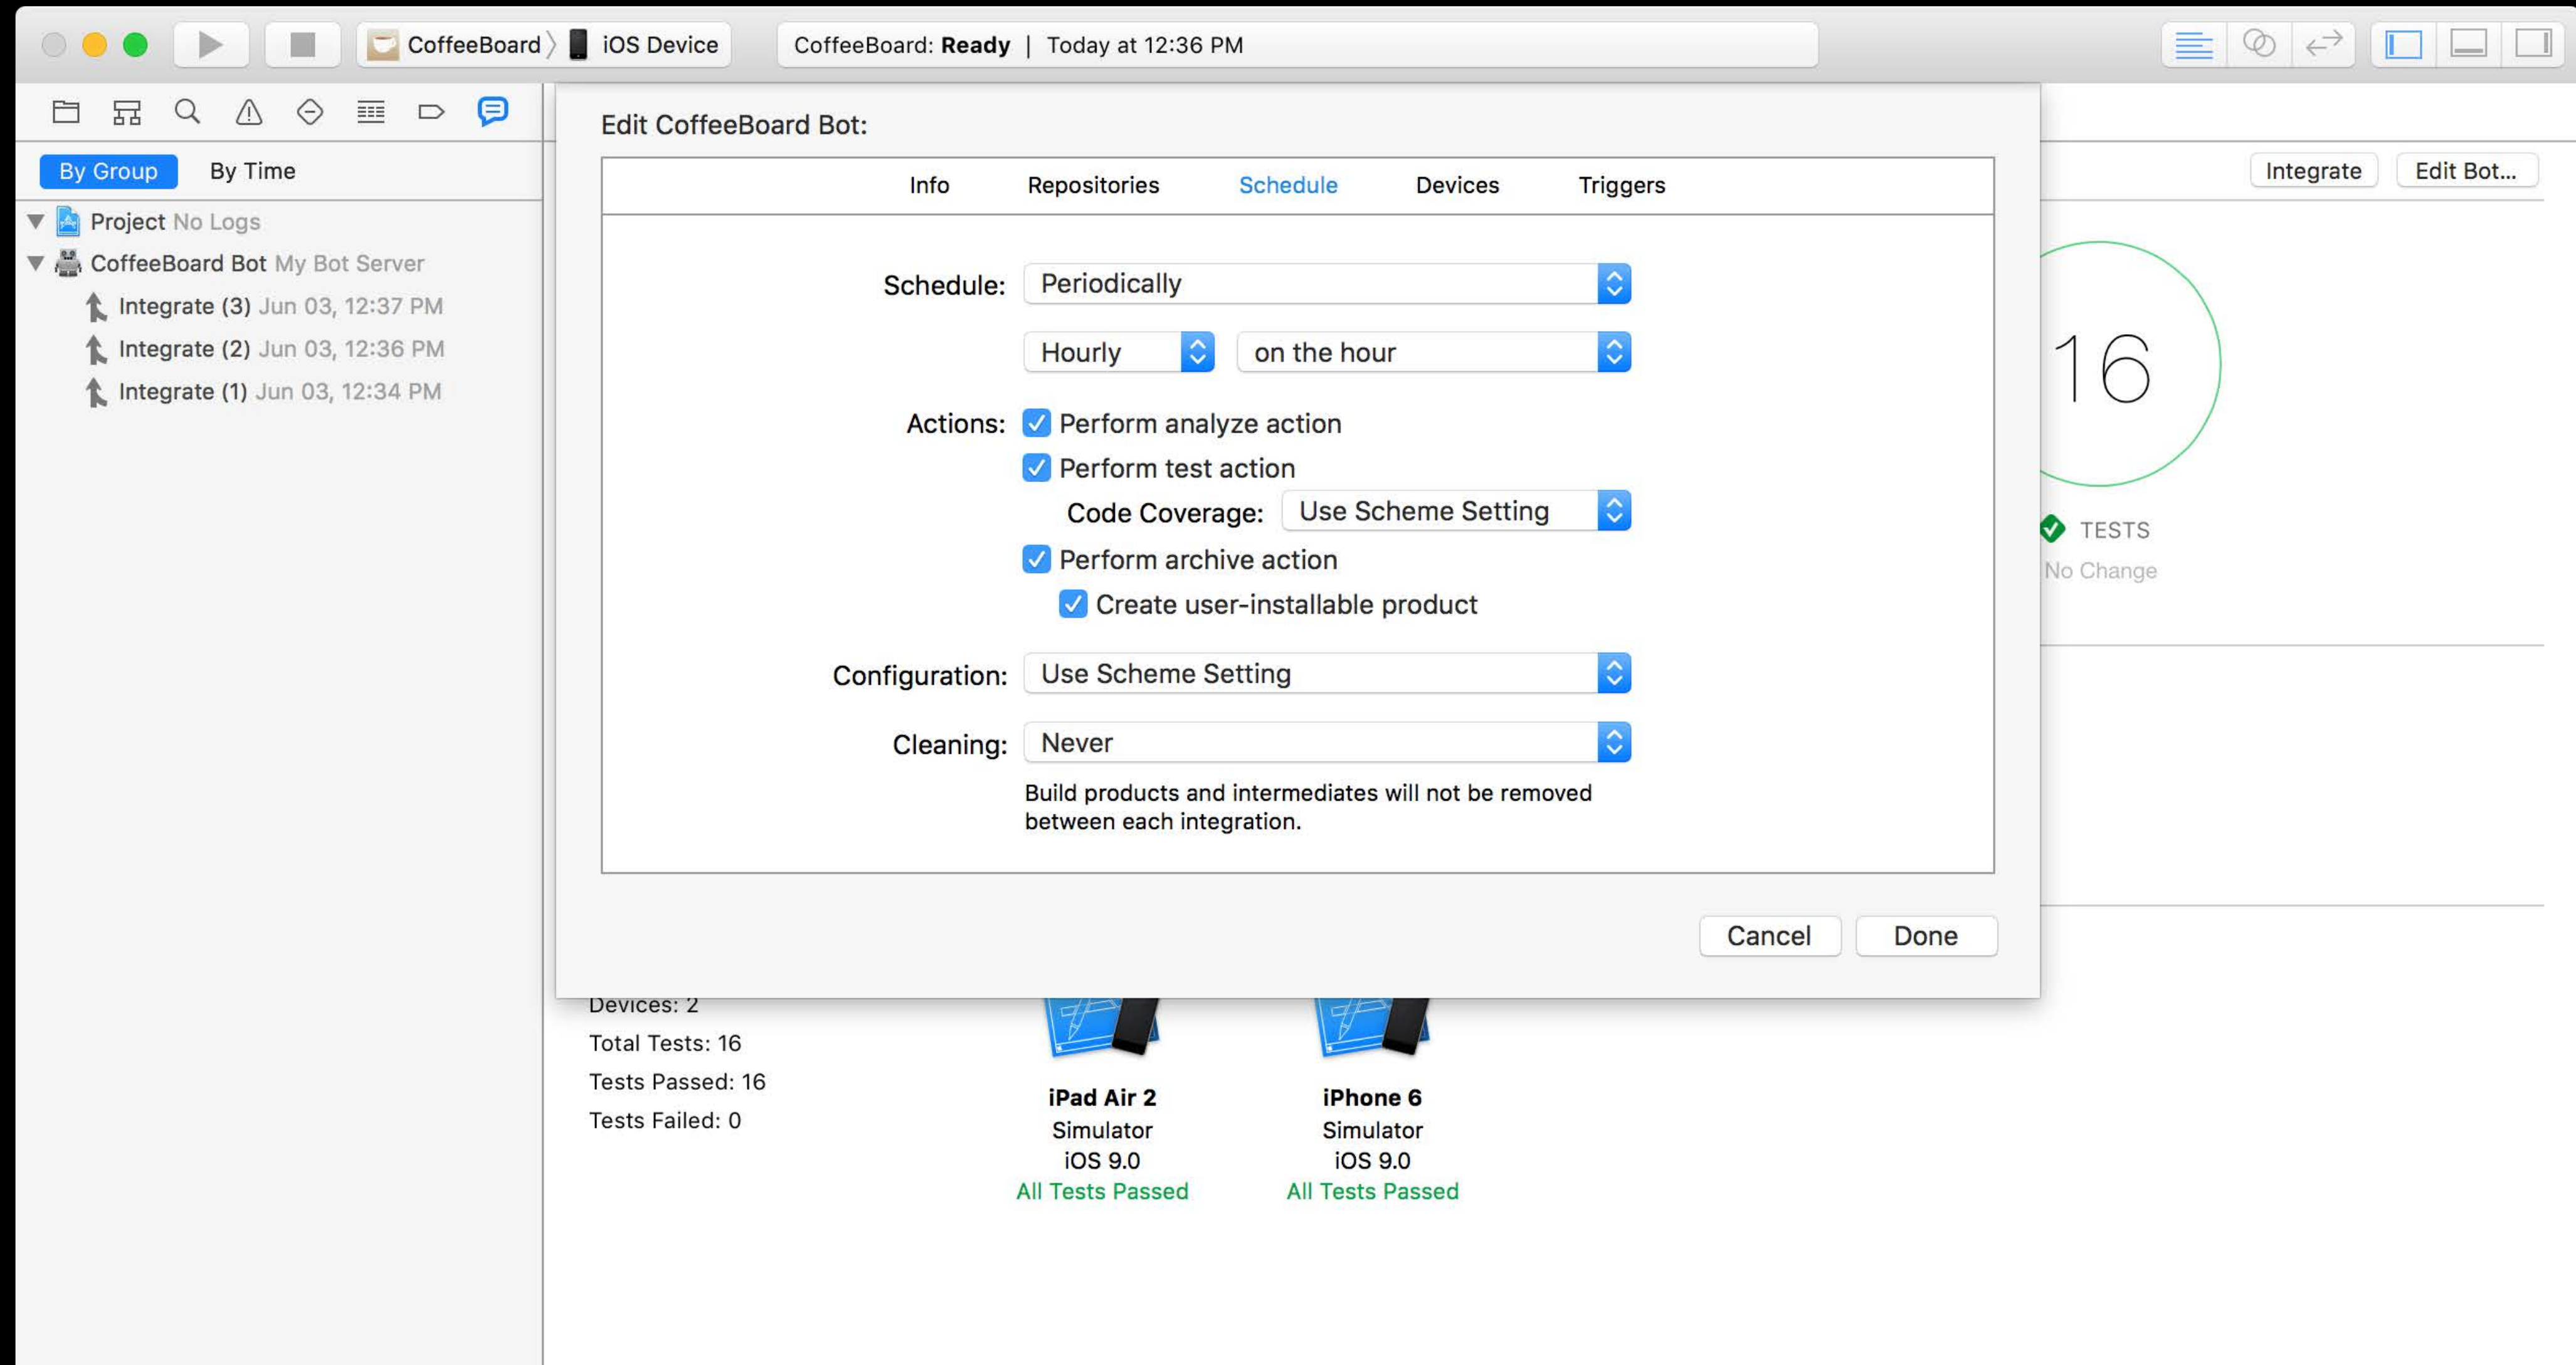 CoffeeBoard iOS Device
CoffeeBoard: Ready | Today at 12:36 PM
By Group By Time
Project No Logs
CoffeeBoard Bot My Bot Server
Integrate (3) Jun 03, 12:37 PM
Integrate (2) Jun 03, 12:36 PM
Integrate (1) Jun 03, 12:34 PM
Edit CoffeeBoard Bot:
Info Repositories Schedule Devices Triggers
Schedule: Periodically
Hourly on the hour
Actions: Perform analyze action
Perform test action
Code Coverage: Use Scheme Setting
Perform archive action
Create user-installable product
Configuration: Use Scheme Setting
Cleaning: Never
Build products and intermediates will not be removed
between each integration.
Cancel Done
Integrate Edit Bot...
16
TESTS
No Change
Devices: 2
Total Tests: 16
Tests Passed: 16
Tests Failed: 0
iPad Air 2
Simulator
iOS 9.0
All Tests Passed
iPhone 6
Simulator
iOS 9.0
All Tests Passed